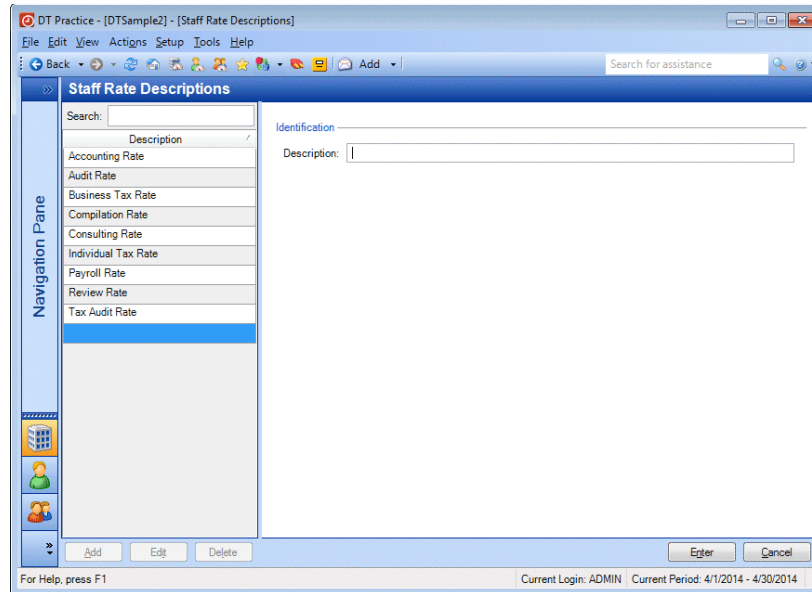 DT Practice - [DTSample2] - [Staff Rate Descriptions]
File Edit View Actions Setup Tools Help
Back Add Search for assistance
Staff Rate Descriptions
Search:
Description
Accounting Rate
Audit Rate
Business Tax Rate
Compilation Rate
Consulting Rate
Individual Tax Rate
Payroll Rate
Review Rate
Tax Audit Rate
Identification
Description:
Navigation Pane
Add Edit Delete
Enter Cancel
For Help, press F1
Current Login: ADMIN Current Period: 4/1/2014 - 4/30/2014